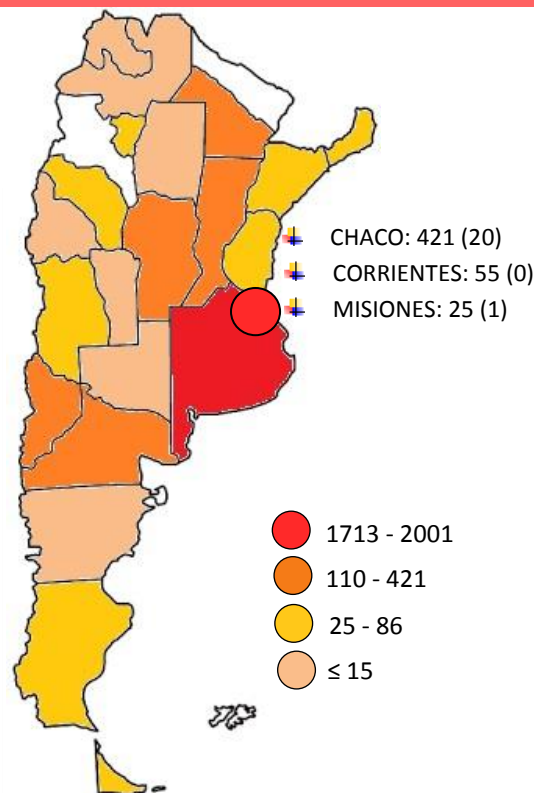 CHACO: 421 (20)
CORRIENTES: 55 (0)
MISIONES: 25 (1)
1713 - 2001
110 - 421
25 - 86
≤ 15